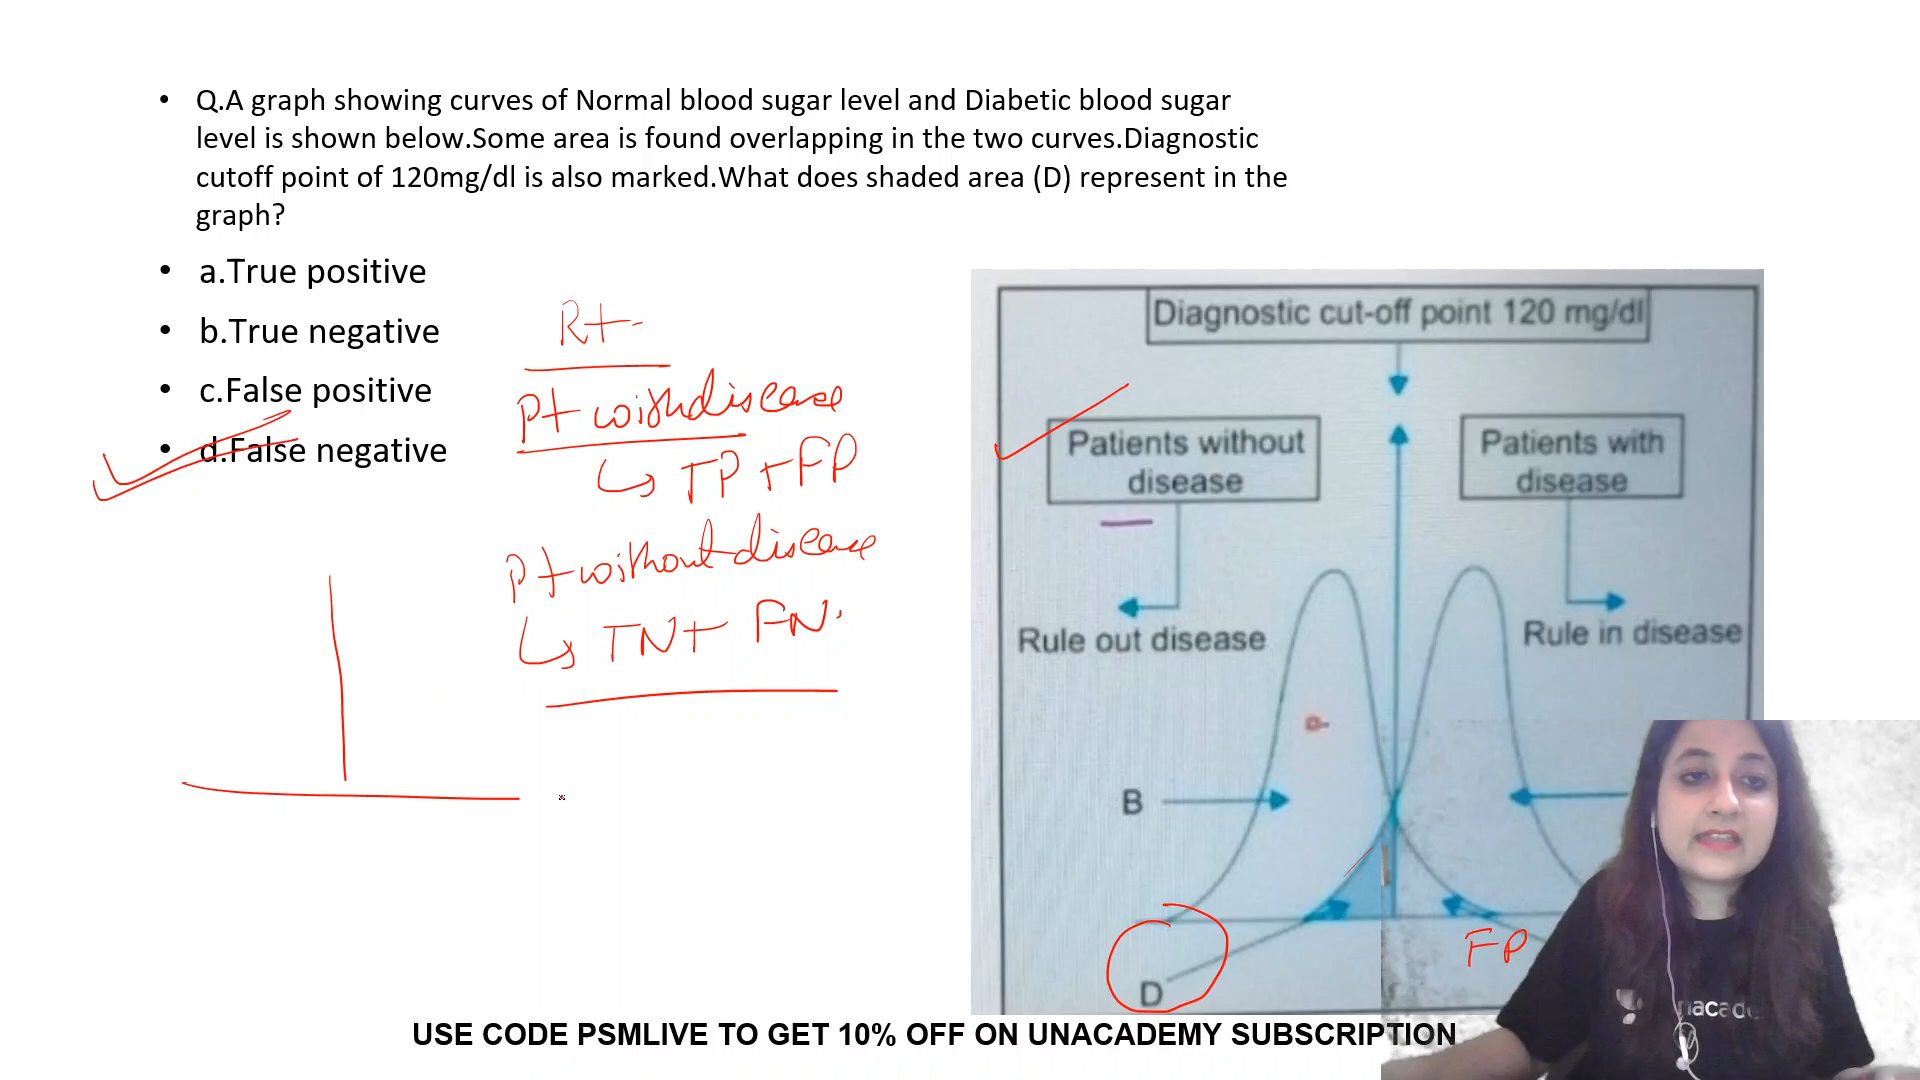 • Q.A graph showing curves of Normal blood sugar level and Diabetic blood sugar
level is shown below.Some area is found overlapping in the two curves.Diagnostic
cutoff point of 120mg/dl is also marked.What does shaded area (D) represent in the
graph?
• a.True positive
• b.True negative
• c.False positive
• d.False negative
Pt with disease
↳ TP + FP
Pt without disease
↳ TN + FN.
Diagnostic cut-off point 120 mg/dl
Patients without
disease
Patients with
disease
Rule out disease
Rule in disease
B
D
FP
USE CODE PSMLIVE TO GET 10% OFF ON UNACADEMY SUBSCRIPTION